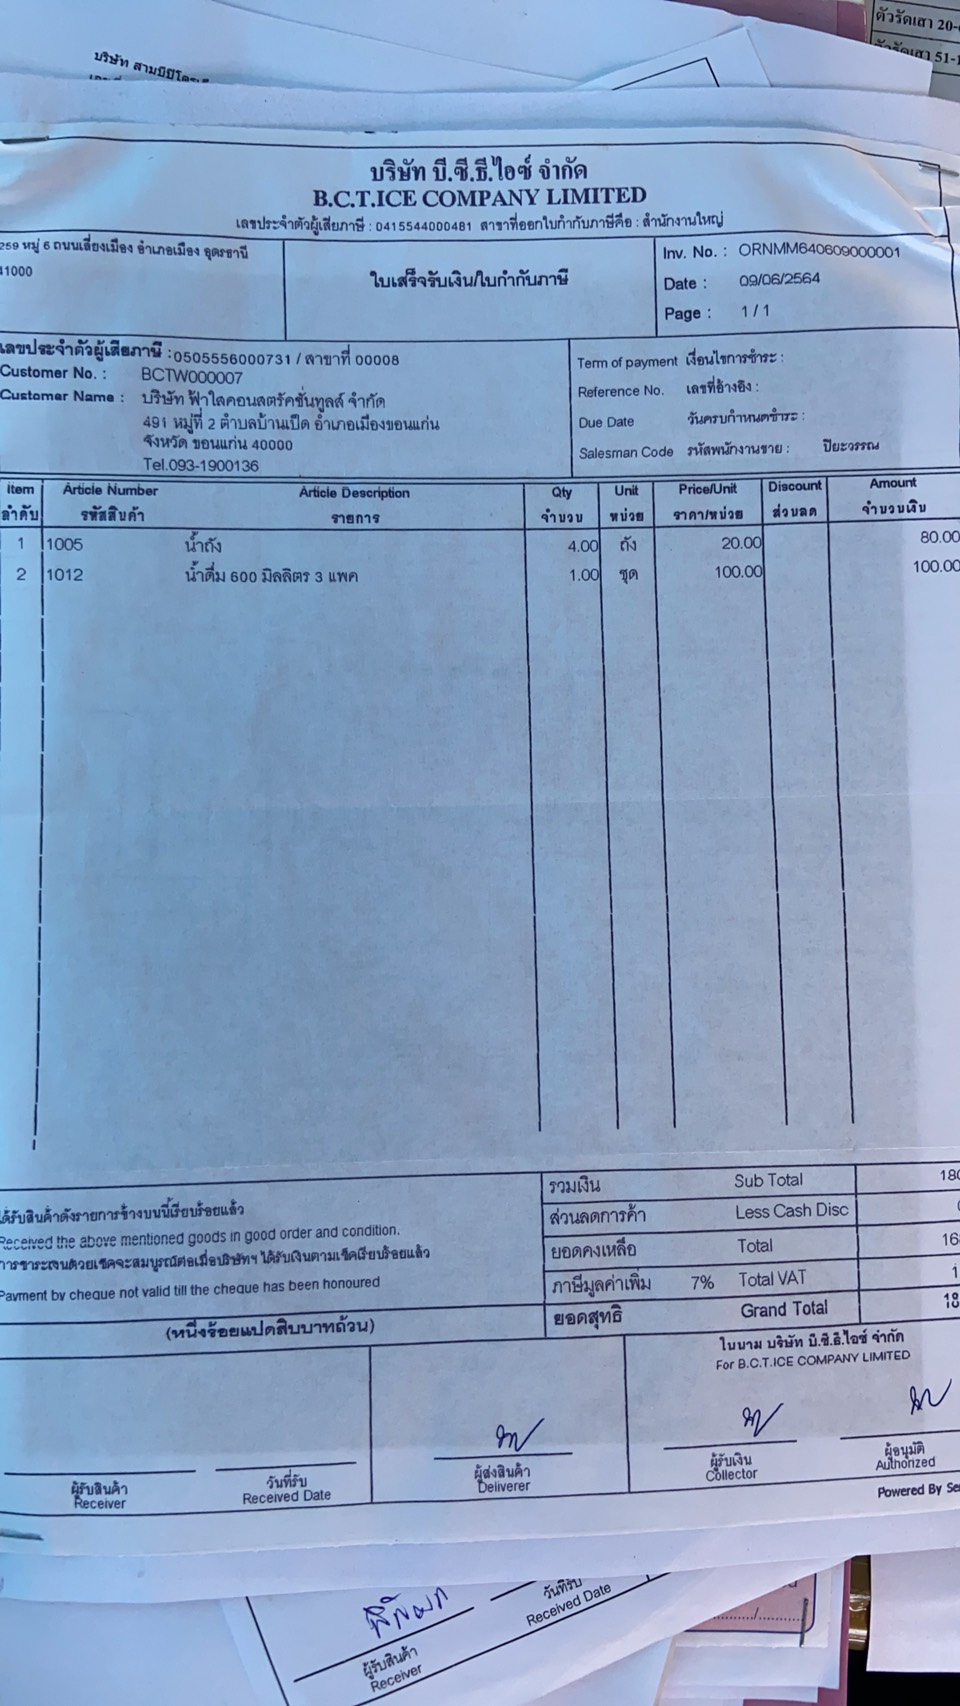 ตัวรัดเสา 20-
ตัวรัดเสา 51-1
บริษัท
บริษัท บี.ซี.ธี.ไอซ์ จำกัด
B.C.T.ICE COMPANY LIMITED
เลขประจำตัวผู้เสียภาษี : 0415544000481 สาขาที่ออกใบกำกับภาษีคือ : สำนักงานใหญ่
259 หมู่ 6 ถนนเลี่ยงเมือง อำเภอเมือง อุดรธานี
41000
ใบเสร็จรับเงิน/ใบกำกับภาษี
Inv. No. : ORNMM640609000001
Date : 09/06/2564
Page : 1 / 1
เลขประจำตัวผู้เสียภาษี : 0505556000731 / สาขาที่ 00008
Customer No. : BCTW000007
Customer Name : บริษัท ฟ้าใสคอนสตรัคชั่นทูลส์ จำกัด
491 หมู่ที่ 2 ตำบลบ้านเป็ด อำเภอเมืองขอนแก่น
จังหวัด ขอนแก่น 40000
Tel.093-1900136
Term of payment เงื่อนไขการชำระ :
Reference No. เลขที่อ้างอิง :
Due Date วันครบกำหนดชำระ :
Salesman Code รหัสพนักงานขาย : ปิยะวรรณ
Item Article Number Article Description Qty Unit Price/Unit Discount Amount
ลำดับ รหัสสินค้า รายการ จำนวน หน่วย ราคา/หน่วย ส่วนลด จำนวนเงิน
1 1005 น้ำถัง 4.00 ถัง 20.00 80.00
2 1012 น้ำดื่ม 600 มิลลิตร 3 แพค 1.00 ชุด 100.00 100.00
ได้รับสินค้าดังรายการข้างบนนี้เรียบร้อยแล้ว
Received the above mentioned goods in good order and condition.
การชำระเงินด้วยเช็คจะสมบูรณ์ต่อเมื่อบริษัทฯ ได้รับเงินตามเช็คเรียบร้อยแล้ว
Payment by cheque not valid till the cheque has been honoured
รวมเงิน Sub Total 180
ส่วนลดการค้า Less Cash Disc
ยอดคงเหลือ Total 168
ภาษีมูลค่าเพิ่ม 7% Total VAT 1
ยอดสุทธิ Grand Total 18
(หนึ่งร้อยแปดสิบบาทถ้วน)
ในนาม บริษัท บี.ซี.ธี.ไอซ์ จำกัด
For B.C.T.ICE COMPANY LIMITED
ผู้รับสินค้า
Receiver
วันที่รับ
Received Date
ผู้ส่งสินค้า
Deliverer
ผู้รับเงิน
Collector
ผู้อนุมัติ
Authorized
Powered By Se
วันที่รับ
Received Date
ผู้รับสินค้า
Receiver